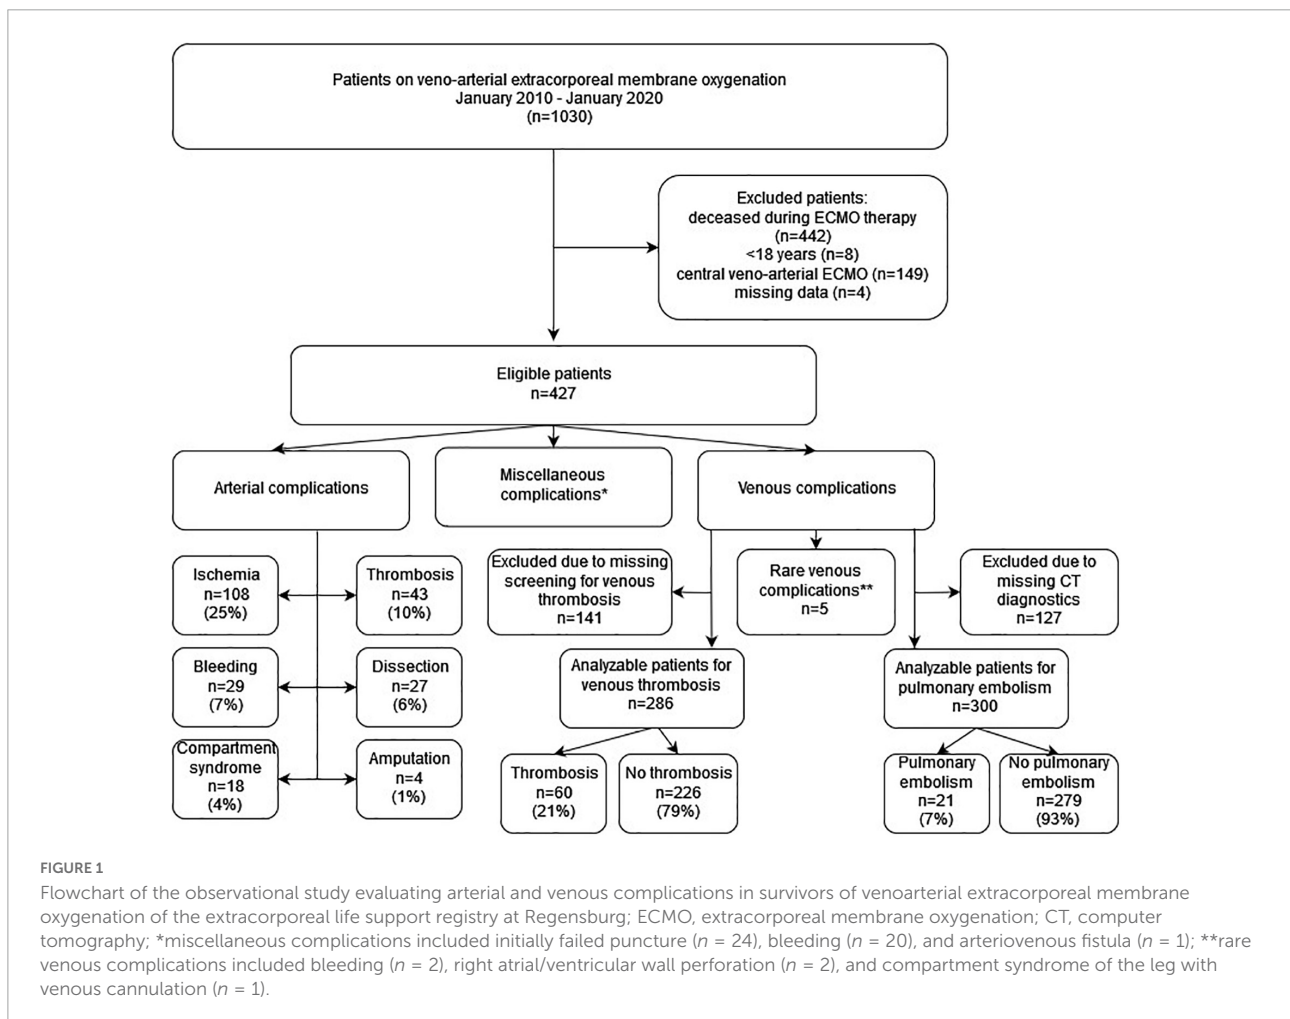 Patients on veno-arterial extracorporeal membrane oxygenation
January 2010 - January 2020
(n=1030)
Excluded patients:
deceased during ECMO therapy
(n=442)
<18 years (n=8)
central veno-arterial ECMO (n=149)
missing data (n=4)
Eligible patients
n=427
Arterial complications
Miscellaneous
complications*
Venous complications
Ischemia
n=108
(25%)
Thrombosis
n=43
(10%)
Bleeding
n=29
(7%)
Dissection
n=27
(6%)
Compartment
syndrome
n=18
(4%)
Amputation
n=4
(1%)
Excluded due to missing
screening for venous
thrombosis
n=141
Rare venous
complications**
n=5
Excluded due to
missing CT
diagnostics
n=127
Analyzable patients for
venous thrombosis
n=286
Analyzable patients for
pulmonary embolism
n=300
Thrombosis
n=60
(21%)
No thrombosis
n=226
(79%)
Pulmonary
embolism
n=21
(7%)
No pulmonary
embolism
n=279
(93%)
FIGURE 1
Flowchart of the observational study evaluating arterial and venous complications in survivors of venoarterial extracorporeal membrane
oxygenation of the extracorporeal life support registry at Regensburg; ECMO, extracorporeal membrane oxygenation; CT, computer
tomography; *miscellaneous complications included initially failed puncture (n = 24), bleeding (n = 20), and arteriovenous fistula (n = 1); **rare
venous complications included bleeding (n = 2), right atrial/ventricular wall perforation (n = 2), and compartment syndrome of the leg with
venous cannulation (n = 1).